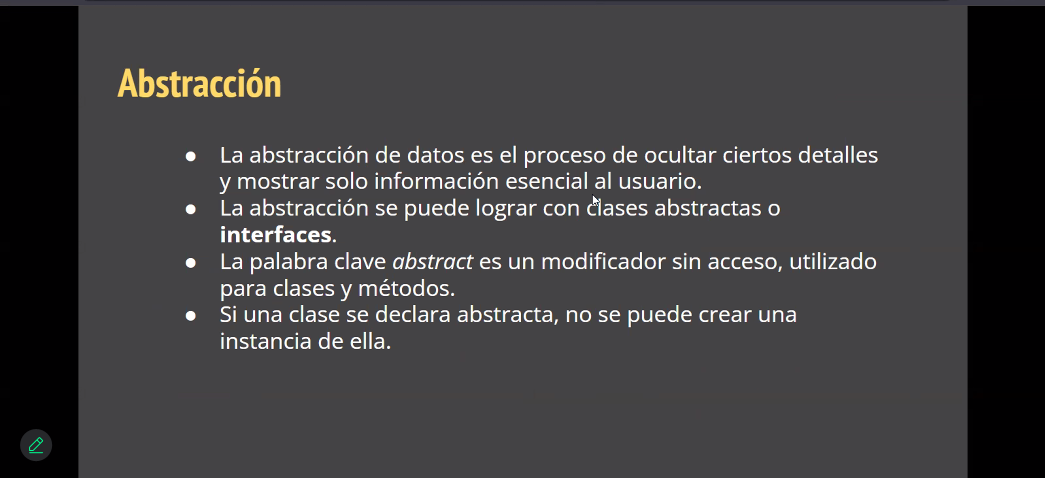 Abstracción
● La abstracción de datos es el proceso de ocultar ciertos detalles
y mostrar solo información esencial al usuario.
● La abstracción se puede lograr con clases abstractas o
interfaces.
● La palabra clave abstract es un modificador sin acceso, utilizado
para clases y métodos.
● Si una clase se declara abstracta, no se puede crear una
instancia de ella.